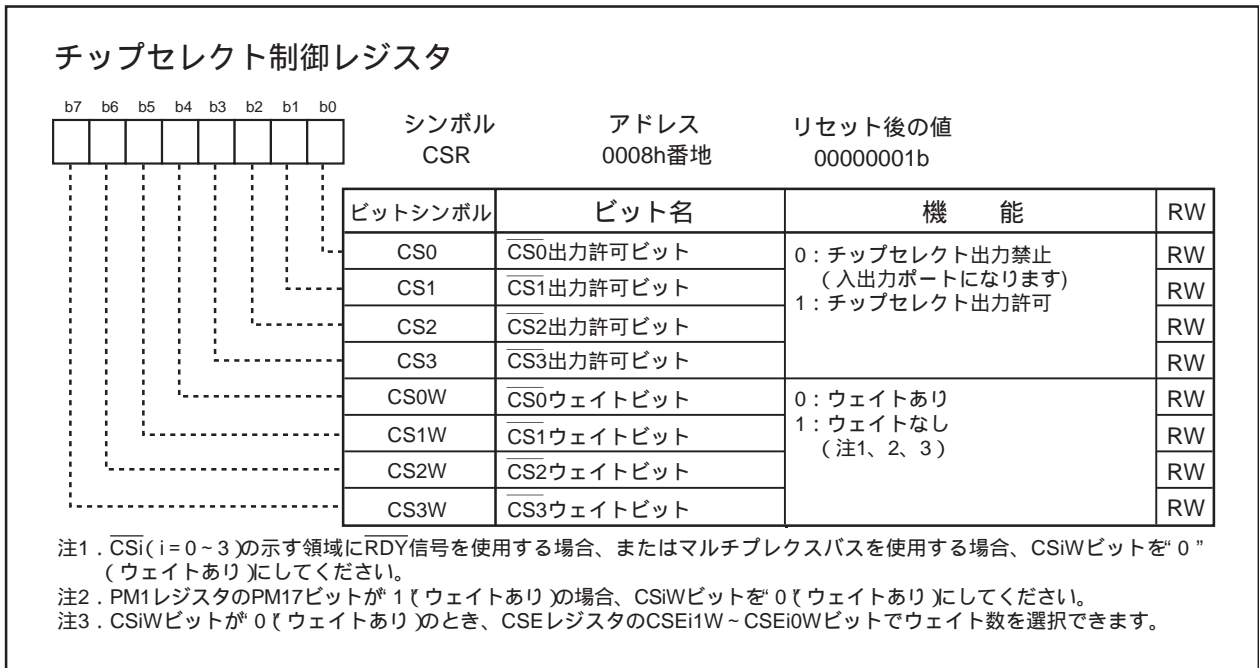 チップセレクト制御レジスタ
b7 b6 b5 b4 b3 b2 b1 b0
シンボル アドレス リセット後の値
CSR 0008h番地 00000001b
ビットシンボル ビット名 機 能 RW
CS0 CS0出力許可ビット 0:チップセレクト出力禁止 RW
(入出力ポートになります)
CS1 CS1出力許可ビット 1:チップセレクト出力許可 RW
CS2 CS2出力許可ビット RW
CS3 CS3出力許可ビット RW
CS0W CS0ウェイトビット 0:ウェイトあり RW
1:ウェイトなし
CS1W CS1ウェイトビット (注1、2、3) RW
CS2W CS2ウェイトビット RW
CS3W CS3ウェイトビット RW
注1.CSi(i=0~3)の示す領域にRDY信号を使用する場合、またはマルチプレクスバスを使用する場合、CSiWビットを“0”
(ウェイトあり)にしてください。
注2.PM1レジスタのPM17ビットが“1”(ウェイトあり)の場合、CSiWビットを“0”(ウェイトあり)にしてください。
注3.CSiWビットが“0”(ウェイトあり)のとき、CSEレジスタのCSEi1W~CSEi0Wビットでウェイト数を選択できます。